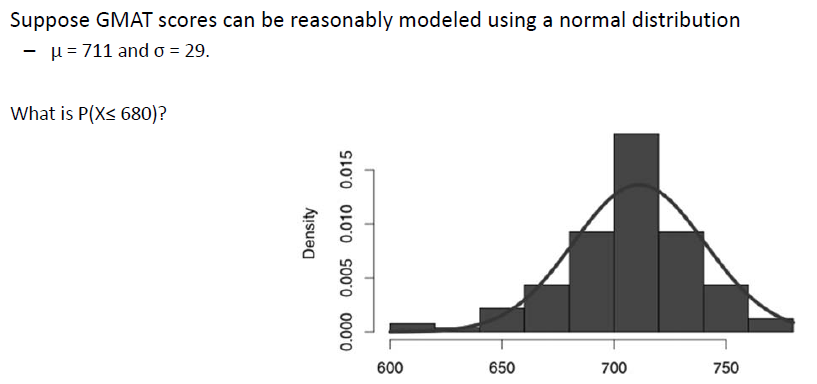 Suppose GMAT scores can be reasonably modeled using a normal distribution
– μ = 711 and σ = 29.
What is P(X≤ 680)?
Density
0.015
0.010
0.005
0.000
600 650 700 750